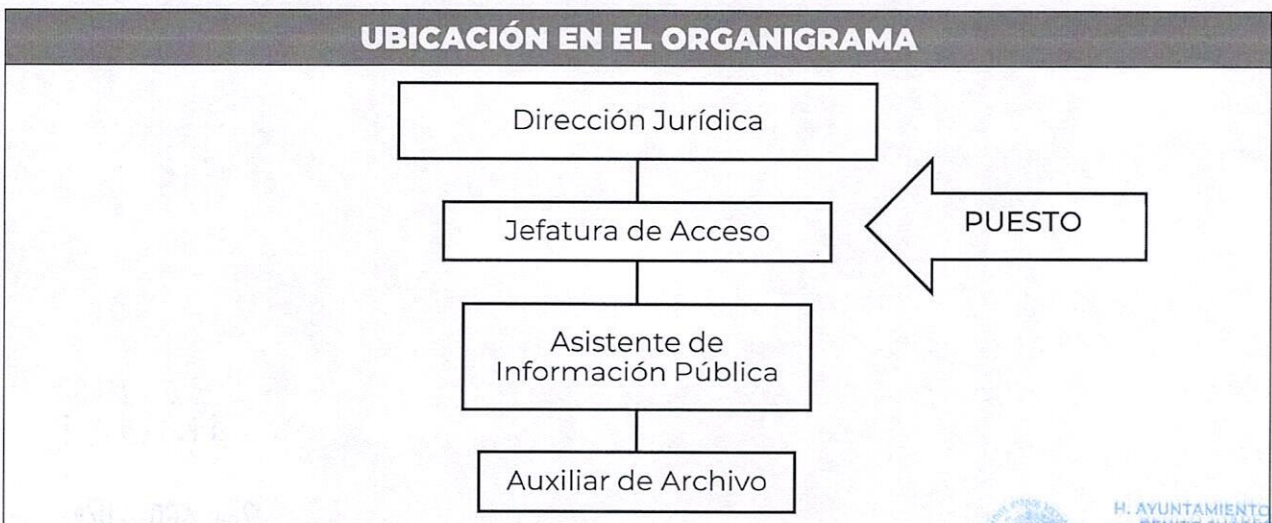 UBICACIÓN EN EL ORGANIGRAMA
Dirección Jurídica
Jefatura de Acceso
PUESTO
Asistente de
Información Pública
Auxiliar de Archivo
H. AYUNTAMIENTO